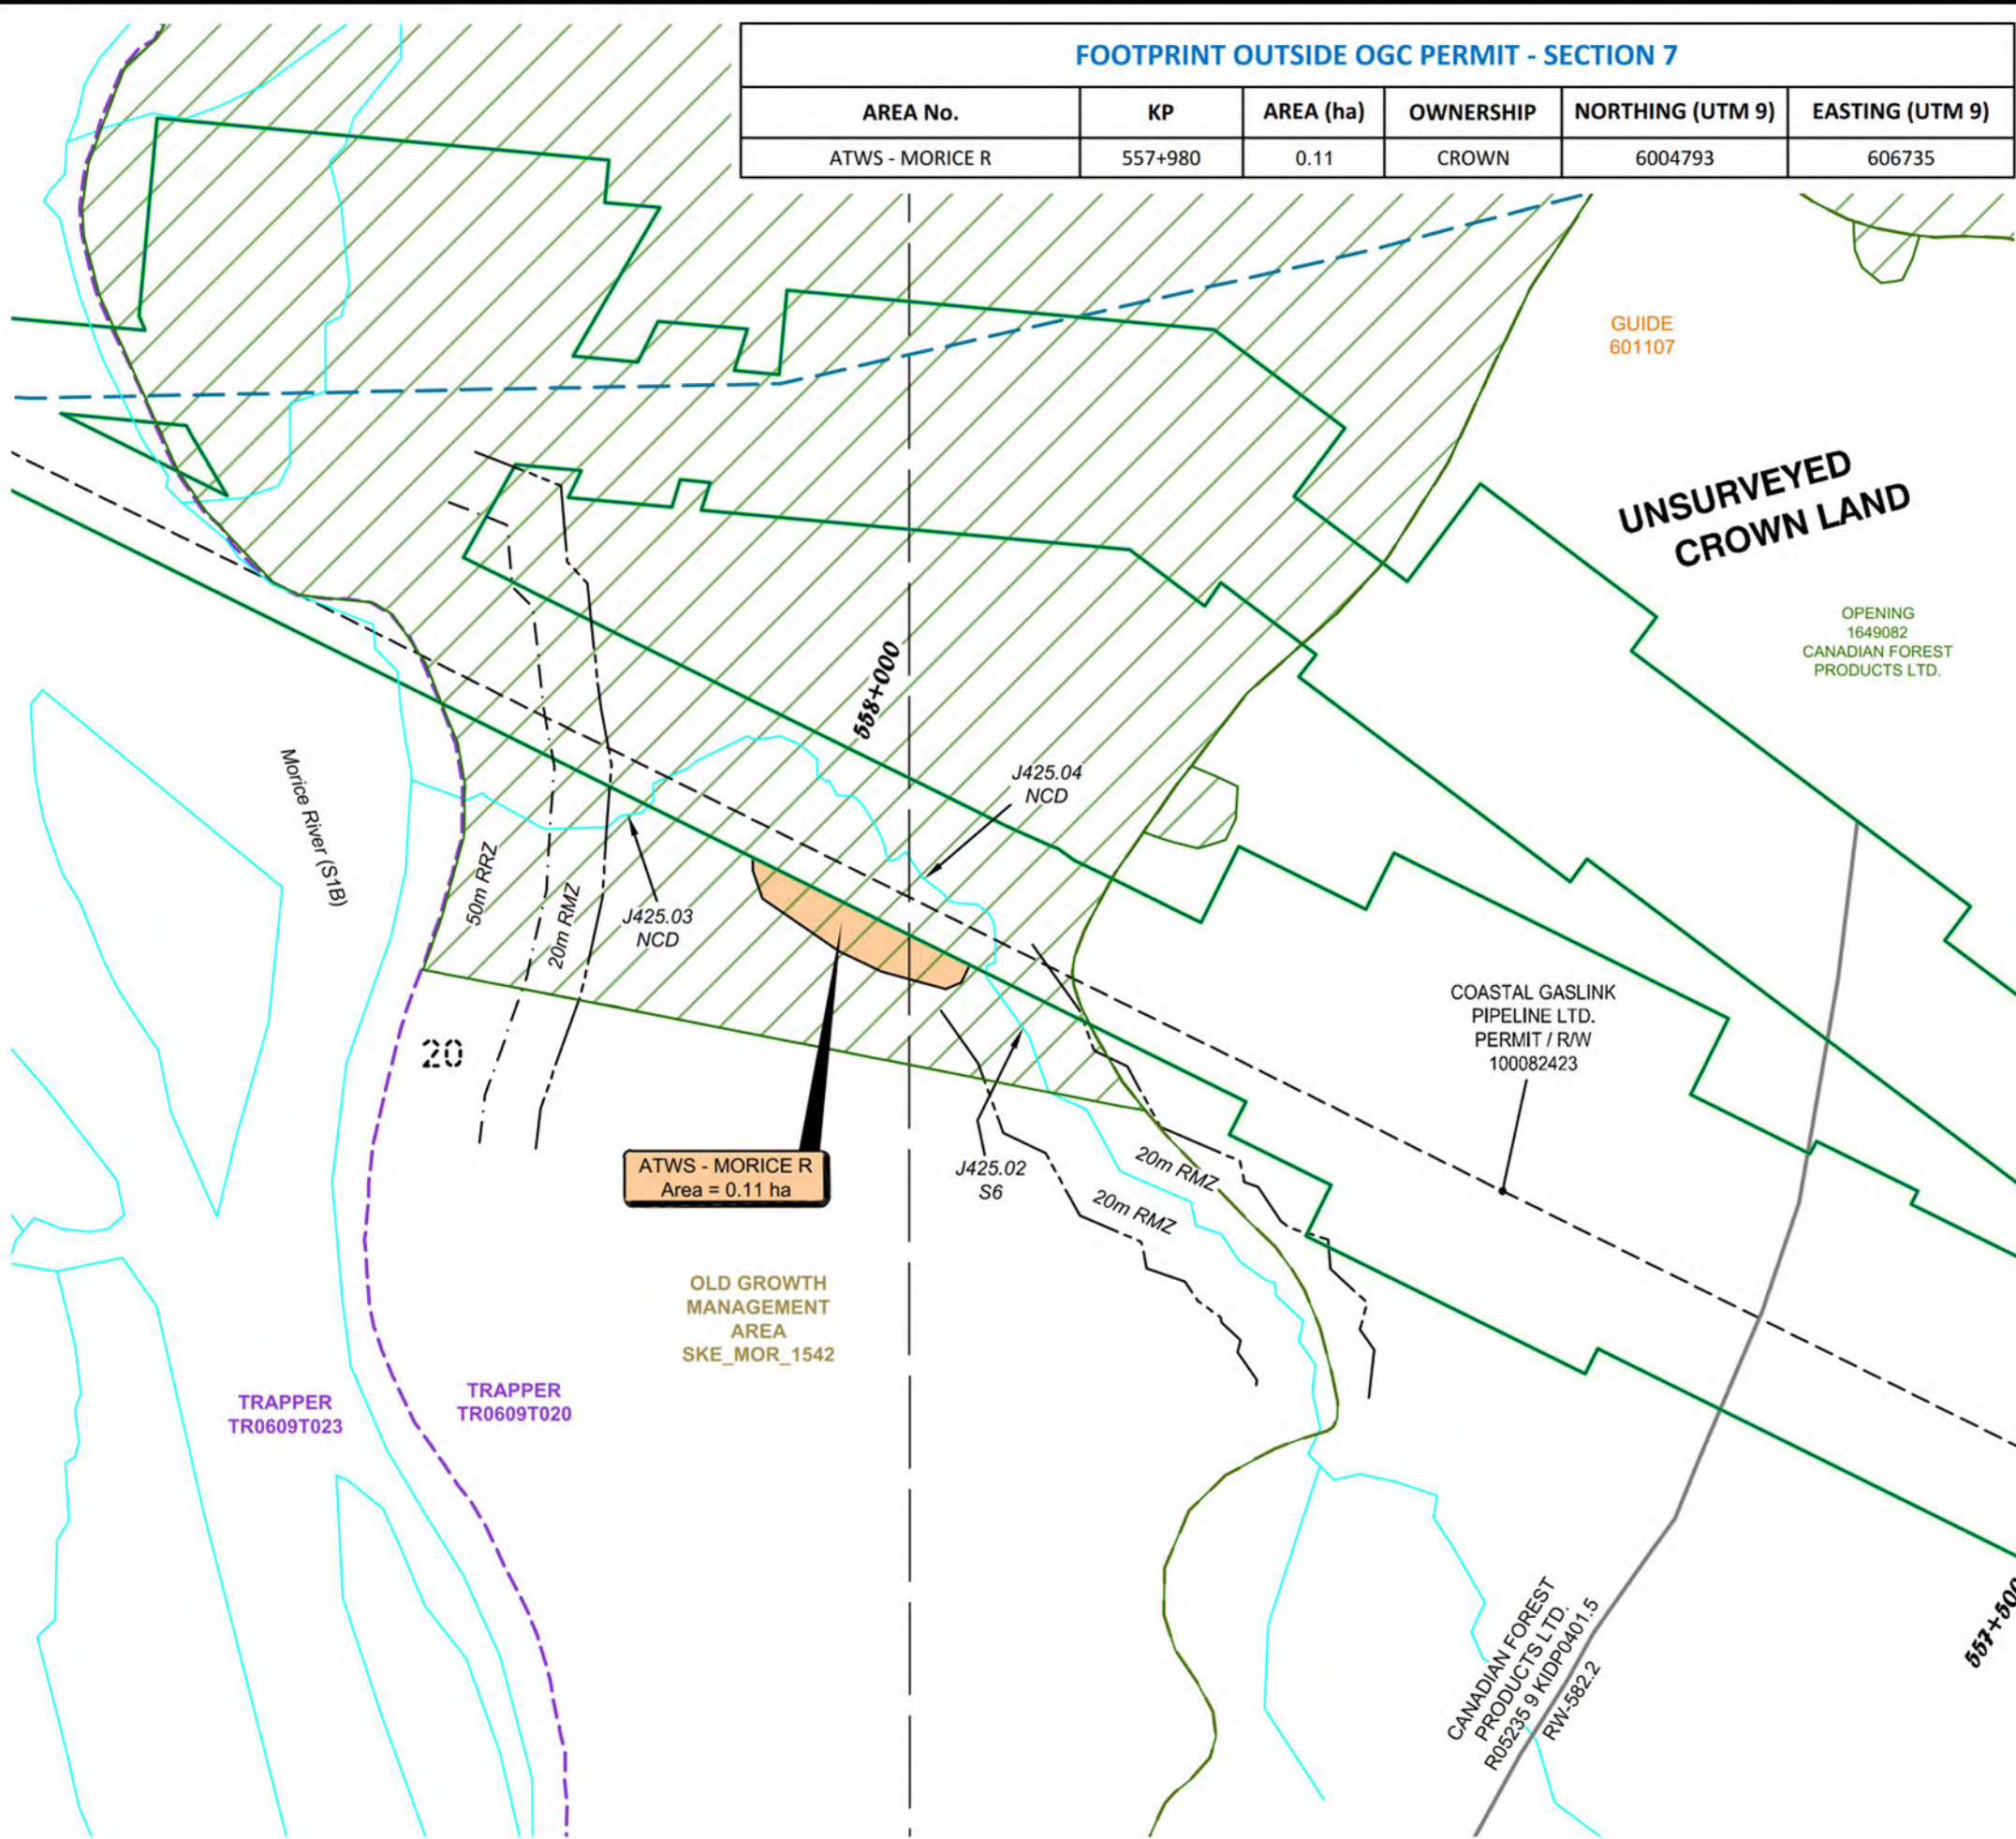 FOOTPRINT OUTSIDE OGC PERMIT - SECTION 7
AREA No. KP AREA (ha) OWNERSHIP NORTHING (UTM 9) EASTING (UTM 9)
ATWS - MORICE R 557+980 0.11 CROWN 6004793 606735
GUIDE
601107
UNSURVEYED
CROWN LAND
OPENING
1649082
CANADIAN FOREST
PRODUCTS LTD.
558+000
J425.04
NCD
Morice River (S1B)
50m RRZ
20m RMZ
J425.03
NCD
COASTAL GASLINK
PIPELINE LTD.
PERMIT / R/W
100082423
20
ATWS - MORICE R
Area = 0.11 ha
J425.02
S6
20m RMZ
20m RMZ
OLD GROWTH
MANAGEMENT
AREA
SKE_MOR_1542
TRAPPER
TR0609T023
TRAPPER
TR0609T020
CANADIAN FOREST
PRODUCTS LTD.
R05235 9 KIDP0401.5
RW-582.2
557+500